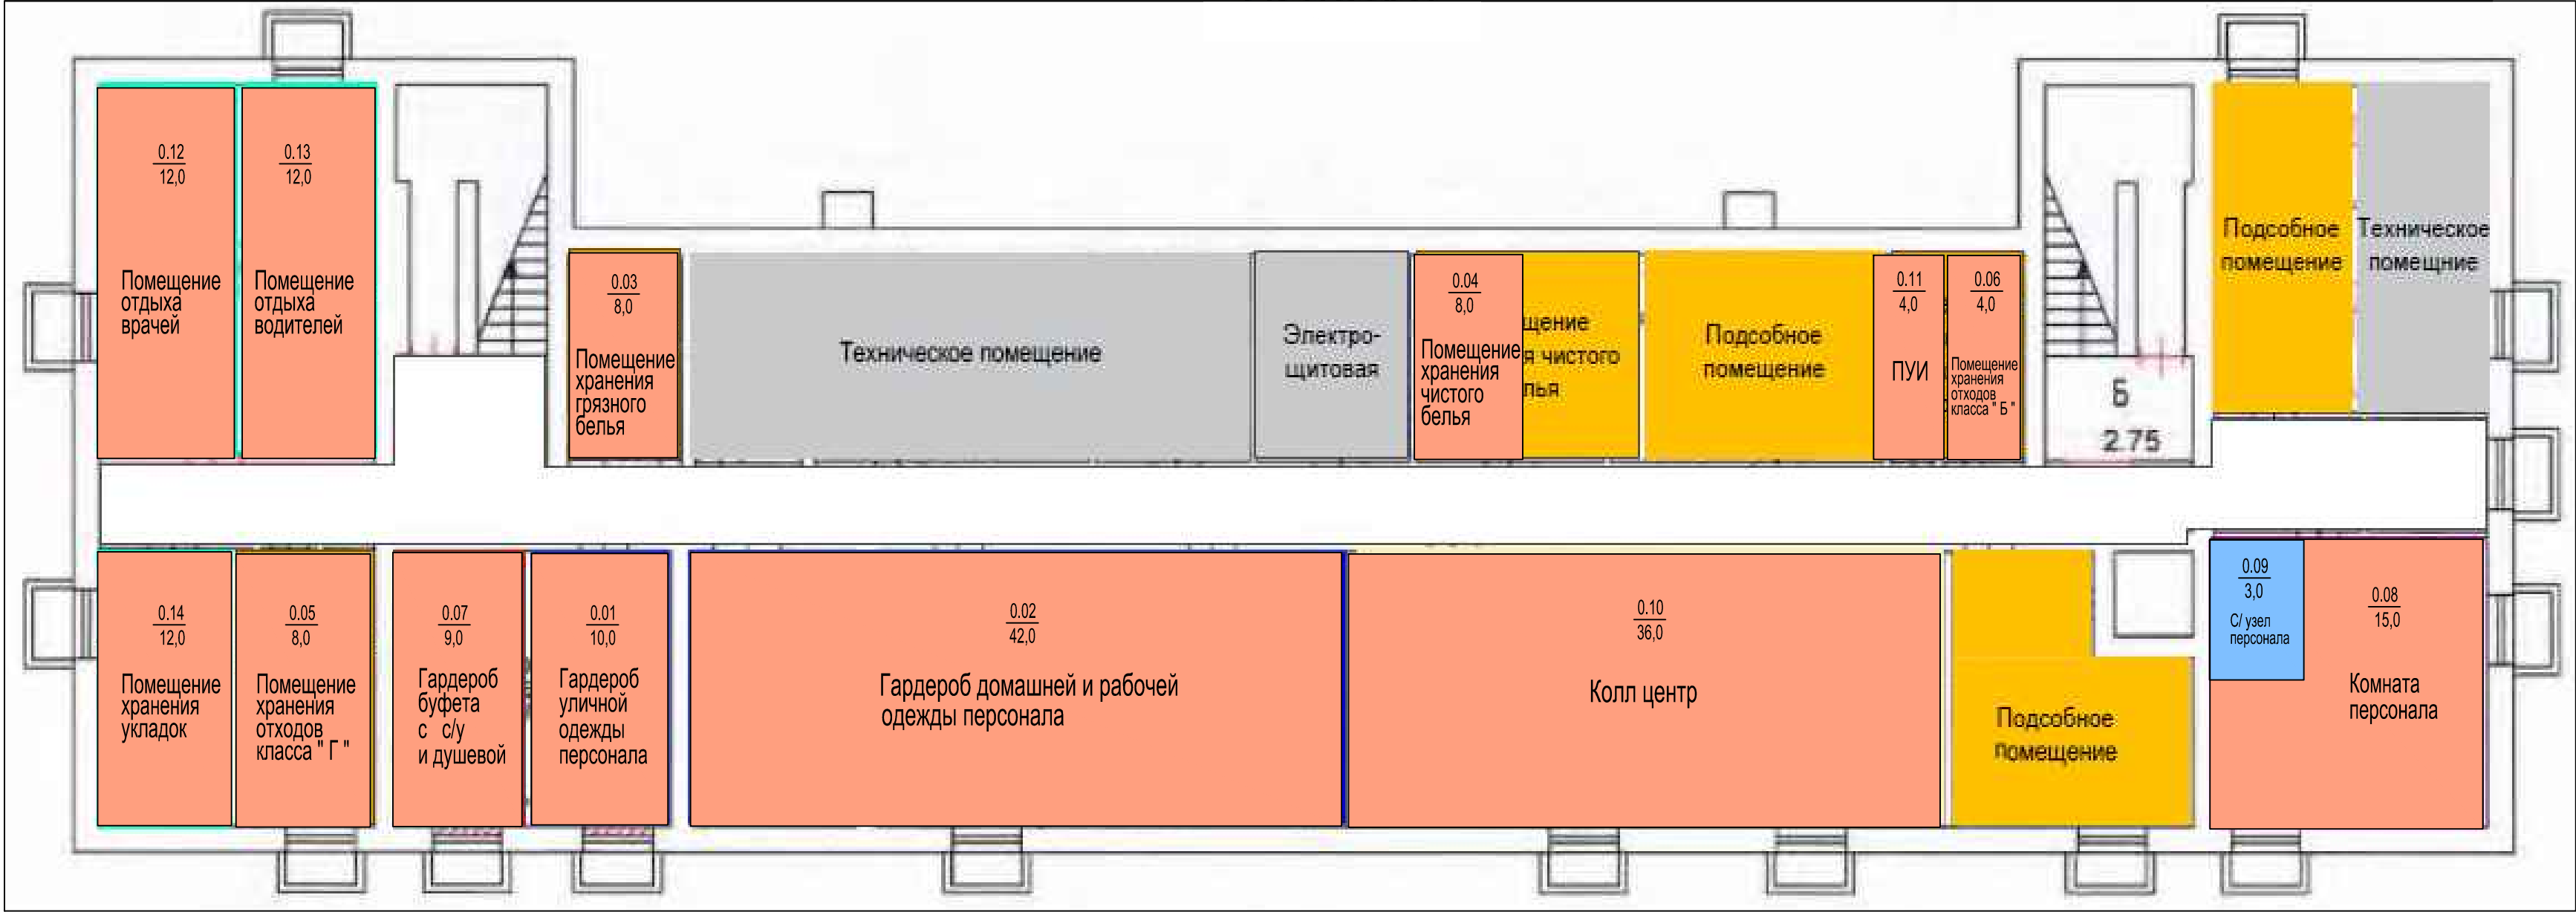 0.12
12,0
Помещение
отдыха
врачей
0.13
12,0
Помещение
отдыха
водителей
0.03
8,0
Помещение
хранения
грязного
белья
Техническое помещение
Электро-
щитовая
0.04
8,0
Помещение
хранения
чистого
белья
щение
я чистого
лья
Подсобное
помещение
0.11
4,0
ПУИ
0.06
4,0
Помещение
хранения
отходов
класса " Б "
Б
2.75
Подсобное
помещение
Техническое
помещние
0.14
12,0
Помещение
хранения
укладок
0.05
8,0
Помещение
хранения
отходов
класса " Г "
0.07
9,0
Гардероб
буфета
с с/у
и душевой
0.01
10,0
Гардероб
уличной
одежды
персонала
0.02
42,0
Гардероб домашней и рабочей
одежды персонала
0.10
36,0
Колл центр
Подсобное
помещение
0.09
3,0
С/ узел
персонала
0.08
15,0
Комната
персонала